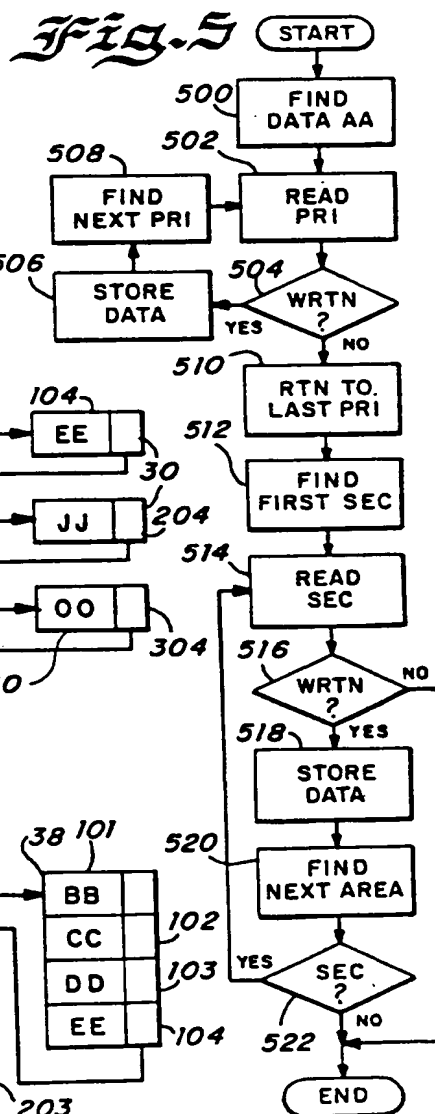 Fig. 5
START
500
FIND
DATA AA
502
READ
PRI
508
FIND
NEXT PRI
506
STORE
DATA
504
WRTN
?
YES
NO
510
RTN TO
LAST PRI
512
FIND
FIRST SEC
514
READ
SEC
516
WRTN
?
NO
YES
518
STORE
DATA
520
FIND
NEXT AREA
YES
SEC
?
522
NO
END
104
EE
30
JJ
204
OO
304
38
101
BB
CC
102
DD
103
EE
104
203